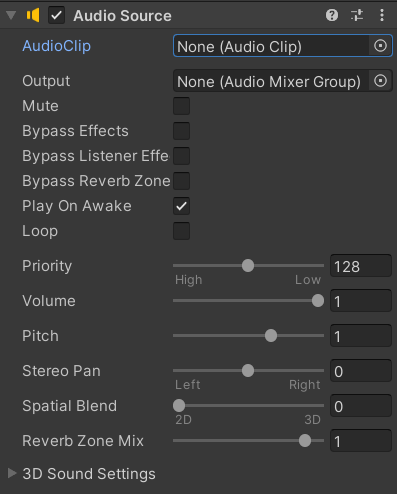 Audio Source
AudioClip None (Audio Clip)
Output None (Audio Mixer Group)
Mute
Bypass Effects
Bypass Listener Effe
Bypass Reverb Zone
Play On Awake
Loop
Priority 128
High Low
Volume 1
Pitch 1
Stereo Pan 0
Left Right
Spatial Blend 0
2D 3D
Reverb Zone Mix 1
3D Sound Settings